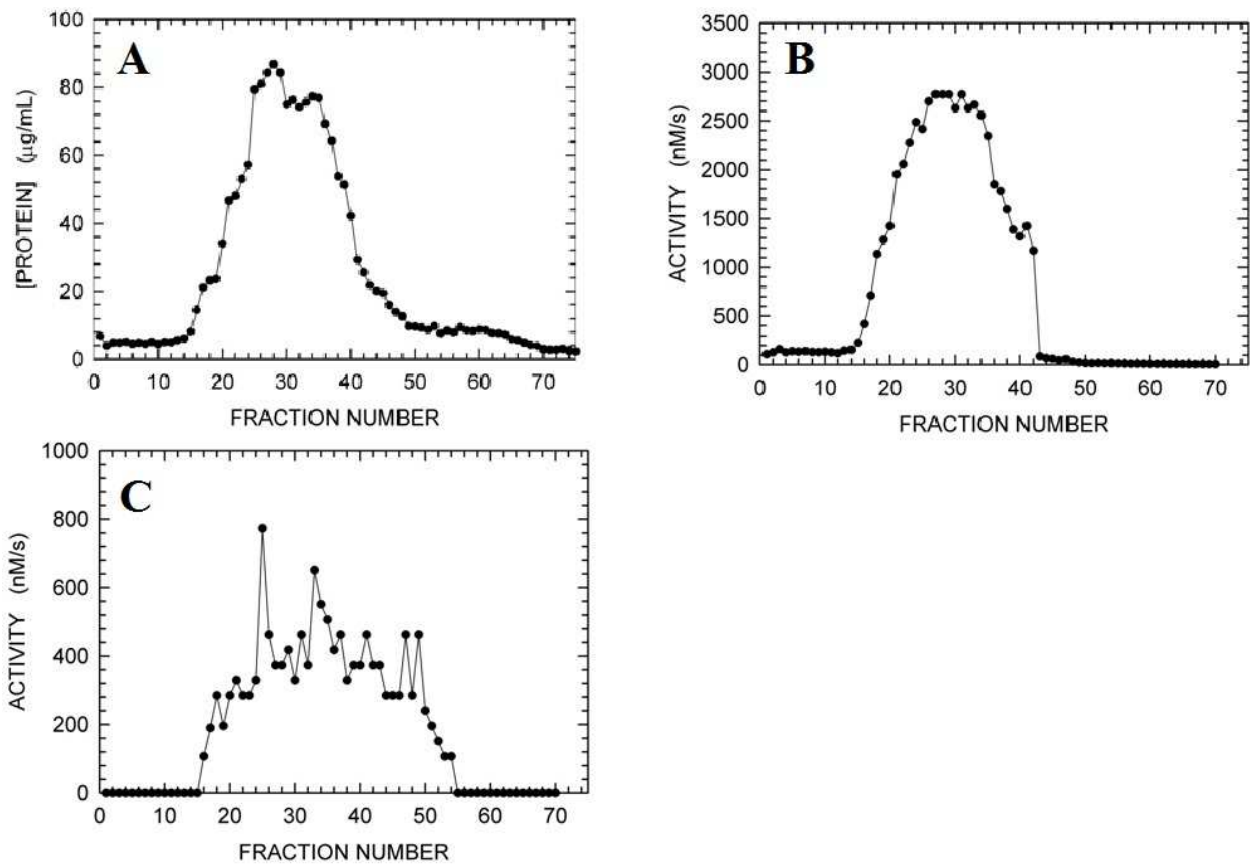 A
[PROTEIN] (μg/mL)
100
80
60
40
20
0
0 10 20 30 40 50 60 70
FRACTION NUMBER
B
ACTIVITY (nM/s)
3500
3000
2500
2000
1500
1000
500
0
0 10 20 30 40 50 60 70
FRACTION NUMBER
C
ACTIVITY (nM/s)
1000
800
600
400
200
0
0 10 20 30 40 50 60 70
FRACTION NUMBER